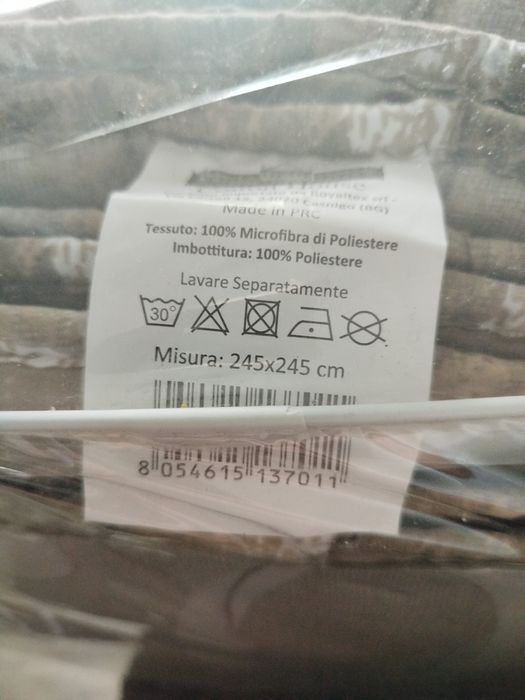 Made in PRC
Tessuto: 100% Microfibra di Poliestere
Imbottitura: 100% Poliestere
Lavare Separatamente
30°
Misura: 245x245 cm
8 054615 137011